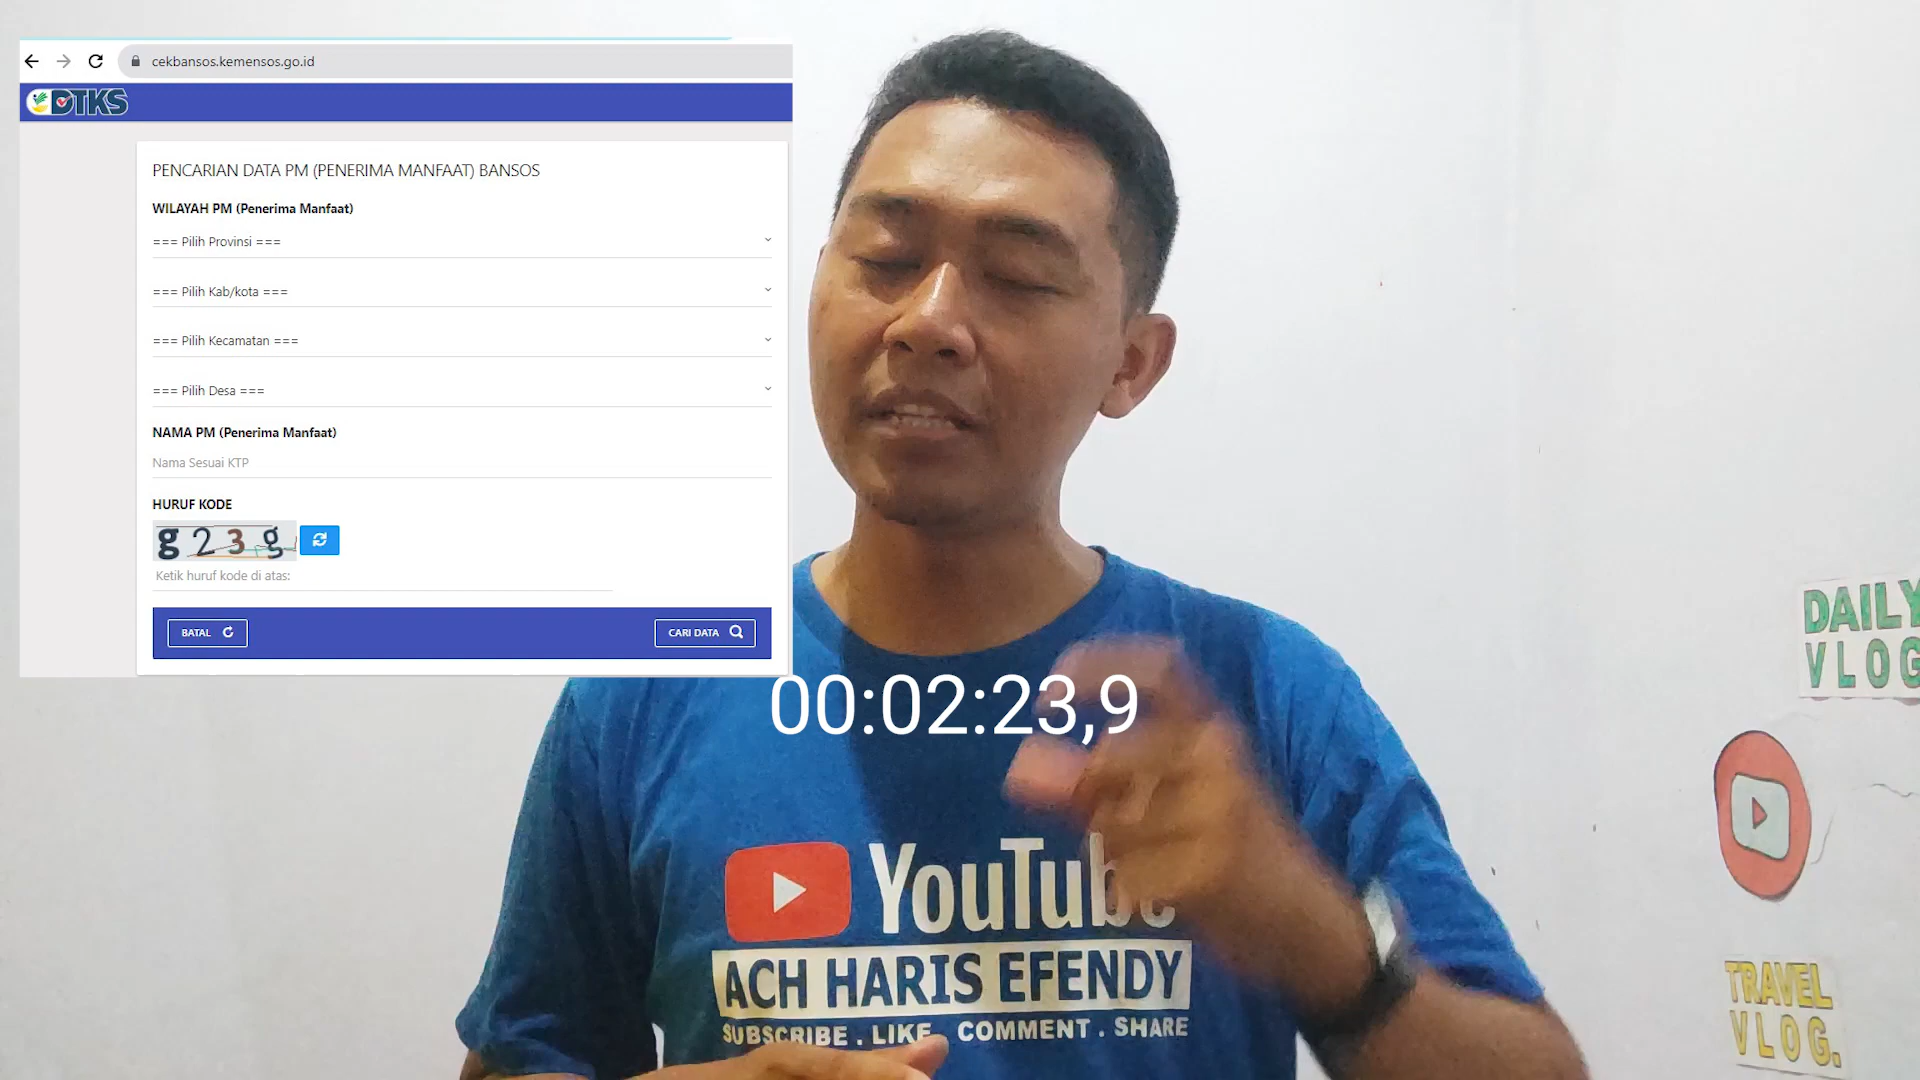 cekbansos.kemensos.go.id
DTKS
PENCARIAN DATA PM (PENERIMA MANFAAT) BANSOS
WILAYAH PM (Penerima Manfaat)
=== Pilih Provinsi ===
=== Pilih Kab/kota ===
=== Pilih Kecamatan ===
=== Pilih Desa ===
NAMA PM (Penerima Manfaat)
Nama Sesuai KTP
HURUF KODE
g23g
Ketik huruf kode di atas:
BATAL
CARI DATA
00:02:23,9
YouTube
ACH HARIS EFENDY
SUBSCRIBE . LIKE . COMMENT . SHARE
DAILY
VLOG
TRAVEL
VLOG.